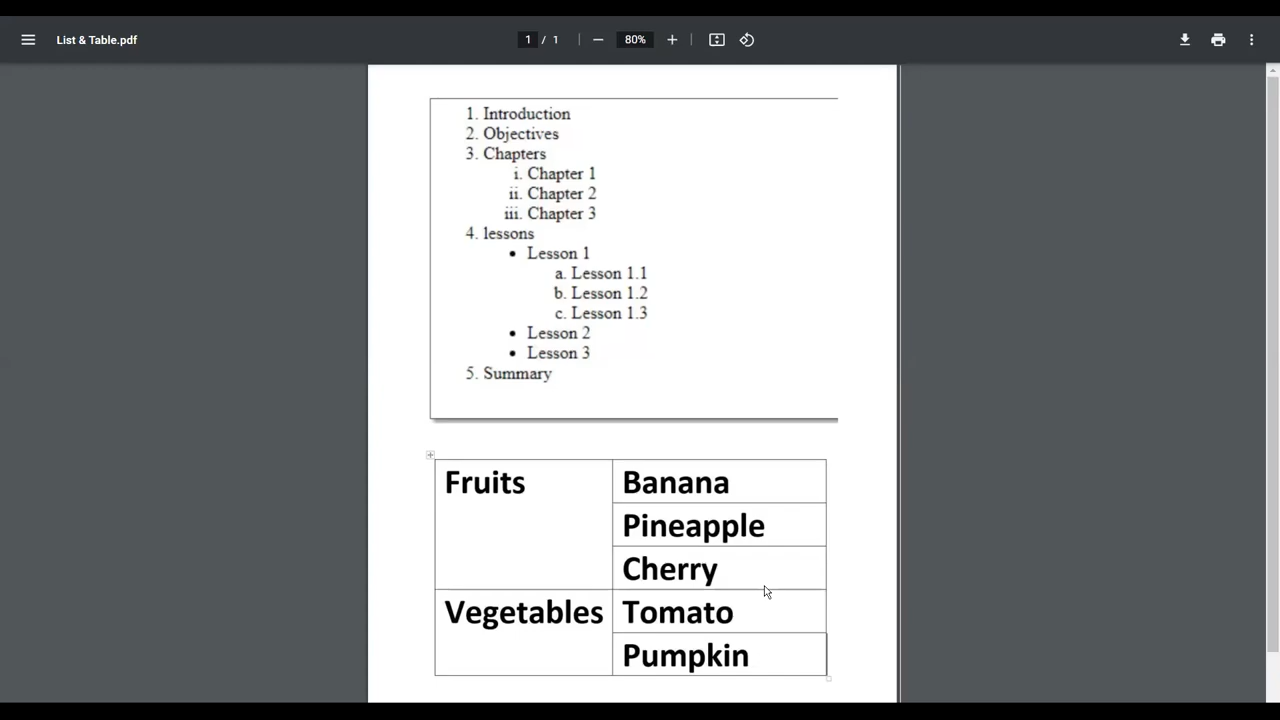 List & Table.pdf
1 / 1
80%
1. Introduction
2. Objectives
3. Chapters
i. Chapter 1
ii. Chapter 2
iii. Chapter 3
4. lessons
• Lesson 1
a. Lesson 1.1
b. Lesson 1.2
c. Lesson 1.3
• Lesson 2
• Lesson 3
5. Summary
Fruits Banana
Pineapple
Cherry
Vegetables Tomato
Pumpkin